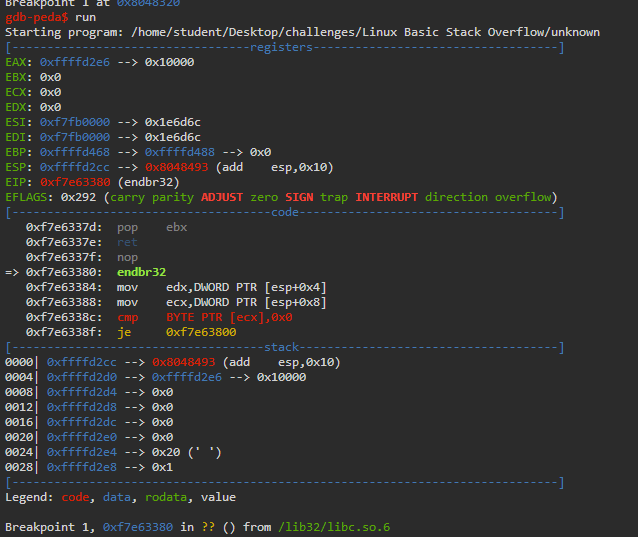 Breakpoint 1 at 0x8048320
gdb-peda$ run
Starting program: /home/student/Desktop/challenges/Linux Basic Stack Overflow/unknown
[----------------------------------registers-----------------------------------]
EAX: 0xffffd2e6 --> 0x10000
EBX: 0x0
ECX: 0x0
EDX: 0x0
ESI: 0xf7fb0000 --> 0x1e6d6c
EDI: 0xf7fb0000 --> 0x1e6d6c
EBP: 0xffffd468 --> 0xffffd488 --> 0x0
ESP: 0xffffd2cc --> 0x8048493 (add    esp,0x10)
EIP: 0xf7e63380 (endbr32)
EFLAGS: 0x292 (carry parity ADJUST zero SIGN trap INTERRUPT direction overflow)
[-------------------------------------code-------------------------------------]
   0xf7e6337d:  pop    ebx
   0xf7e6337e:  ret
   0xf7e6337f:  nop
=> 0xf7e63380:  endbr32
   0xf7e63384:  mov    edx,DWORD PTR [esp+0x4]
   0xf7e63388:  mov    ecx,DWORD PTR [esp+0x8]
   0xf7e6338c:  cmp    BYTE PTR [ecx],0x0
   0xf7e6338f:  je     0xf7e63800
[------------------------------------stack-------------------------------------]
0000| 0xffffd2cc --> 0x8048493 (add    esp,0x10)
0004| 0xffffd2d0 --> 0xffffd2e6 --> 0x10000
0008| 0xffffd2d4 --> 0x0
0012| 0xffffd2d8 --> 0x0
0016| 0xffffd2dc --> 0x0
0020| 0xffffd2e0 --> 0x0
0024| 0xffffd2e4 --> 0x20 (' ')
0028| 0xffffd2e8 --> 0x1
[------------------------------------------------------------------------------]
Legend: code, data, rodata, value
Breakpoint 1, 0xf7e63380 in ?? () from /lib32/libc.so.6